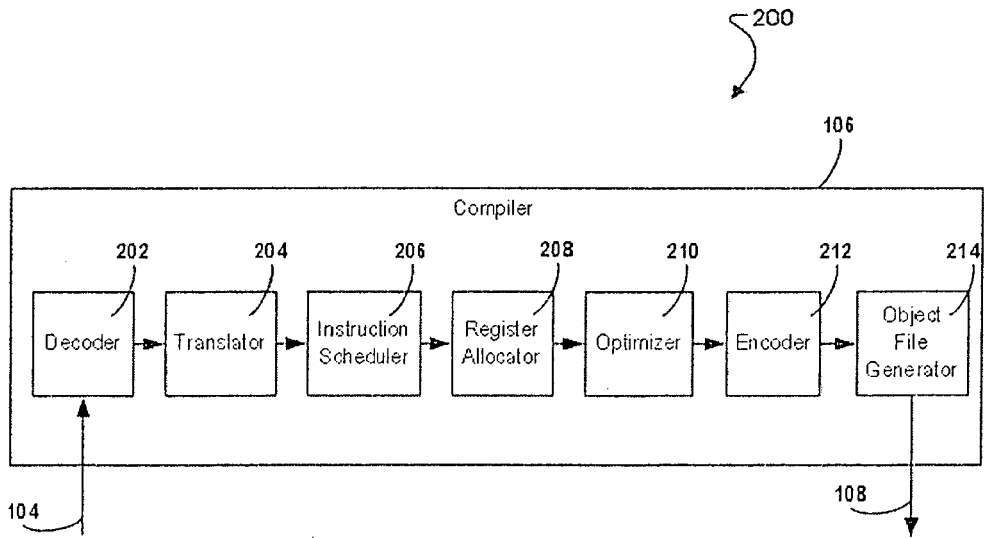 200
106
Compiler
202
204
206
208
210
212
214
Decoder
Translator
Instruction
Scheduler
Register
Allocator
Optimizer
Encoder
Object
File
Generator
104
108